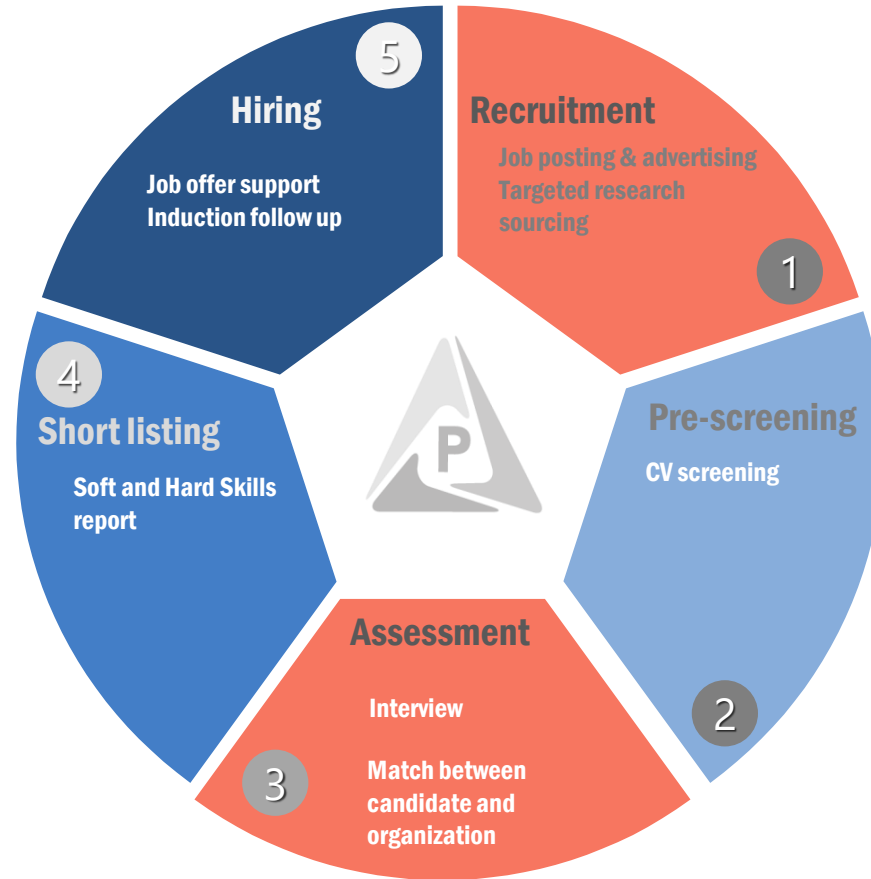 1
Recruitment
Job posting & advertising
Targeted research
sourcing
2
Pre-screening
CV screening
3
Assessment
Interview
Match between
candidate and
organization
4
Short listing
Soft and Hard Skills
report
5
Hiring
Job offer support
Induction follow up
P